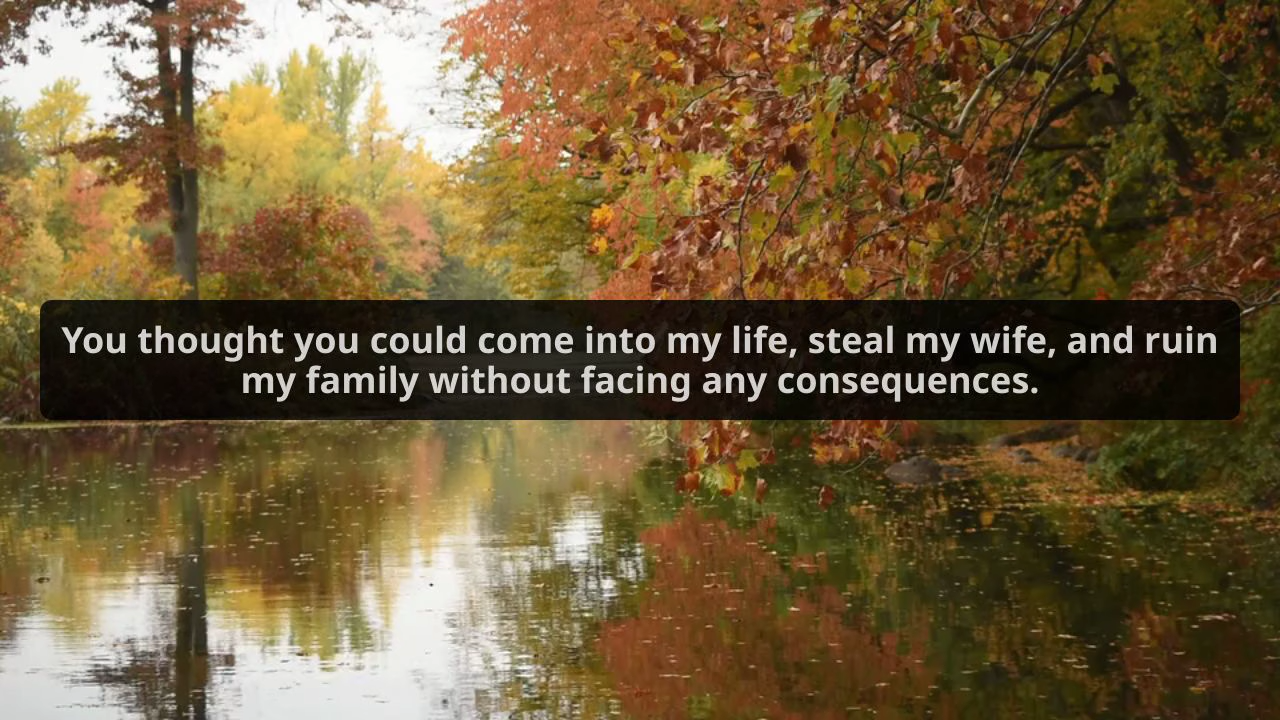 You thought you could come into my life, steal my wife, and ruin
my family without facing any consequences.